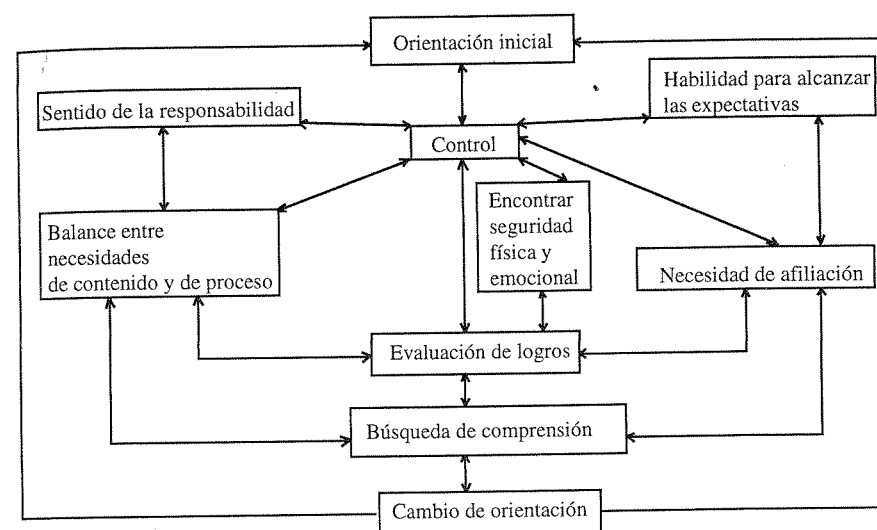 Orientación inicial
Habilidad para alcanzar
las expectativas
Sentido de la responsabilidad
Control
Encontrar
seguridad
física y
emocional
Balance entre
necesidades
de contenido y de proceso
Necesidad de afiliación
Evaluación de logros
Búsqueda de comprensión
Cambio de orientación